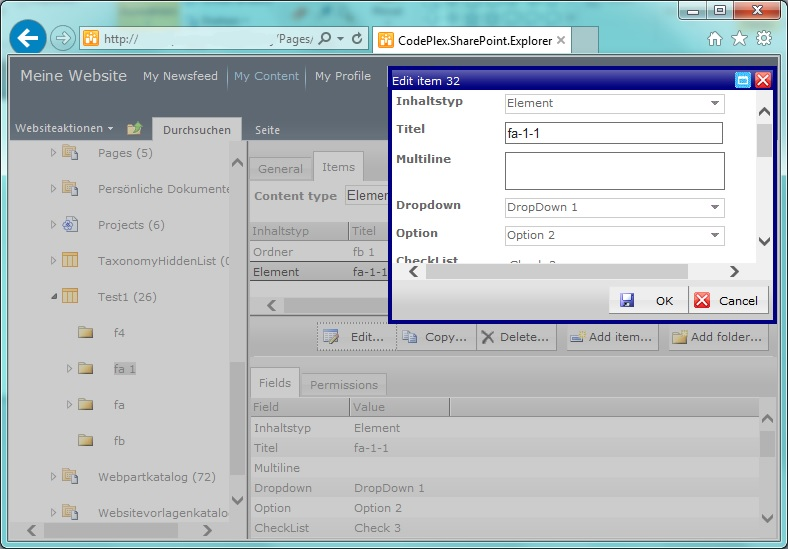 http://
'Pages/
CodePlex.SharePoint.Explorer
Meine Website
My Newsfeed
My Content
My Profile
Websiteaktionen
Durchsuchen
Seite
Pages (5)
Persönliche Dokumente
Projects (6)
TaxonomyHiddenList (0
Test1 (26)
f4
fa 1
fa
fb
Webpartkatalog (72)
Websitevorlagenkatalo
General
Items
Content type
Elemen
Inhaltstyp Titel
Ordner fb 1
Element fa-1-1
Edit item 32
Inhaltstyp Element
Titel fa-1-1
Multiline
Dropdown DropDown 1
Option Option 2
CheckList Check 3
OK
Cancel
Edit...
Copy...
Delete...
Add item...
Add folder...
Fields
Permissions
Field Value
Inhaltstyp Element
Titel fa-1-1
Multiline
Dropdown DropDown 1
Option Option 2
CheckList Check 3